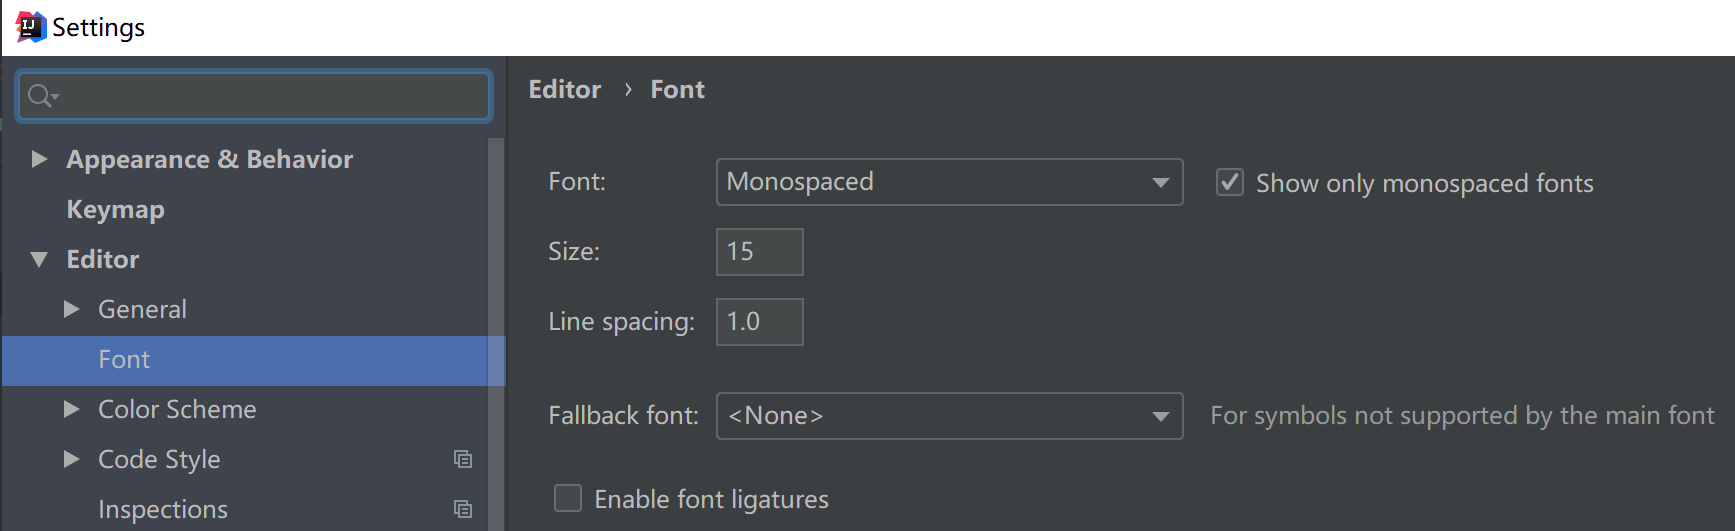 IJ
Settings
Appearance & Behavior
Keymap
Editor
General
Font
Color Scheme
Code Style
Inspections
Editor › Font
Font: Monospaced Show only monospaced fonts
Size: 15
Line spacing: 1.0
Fallback font: <None> For symbols not supported by the main font
Enable font ligatures